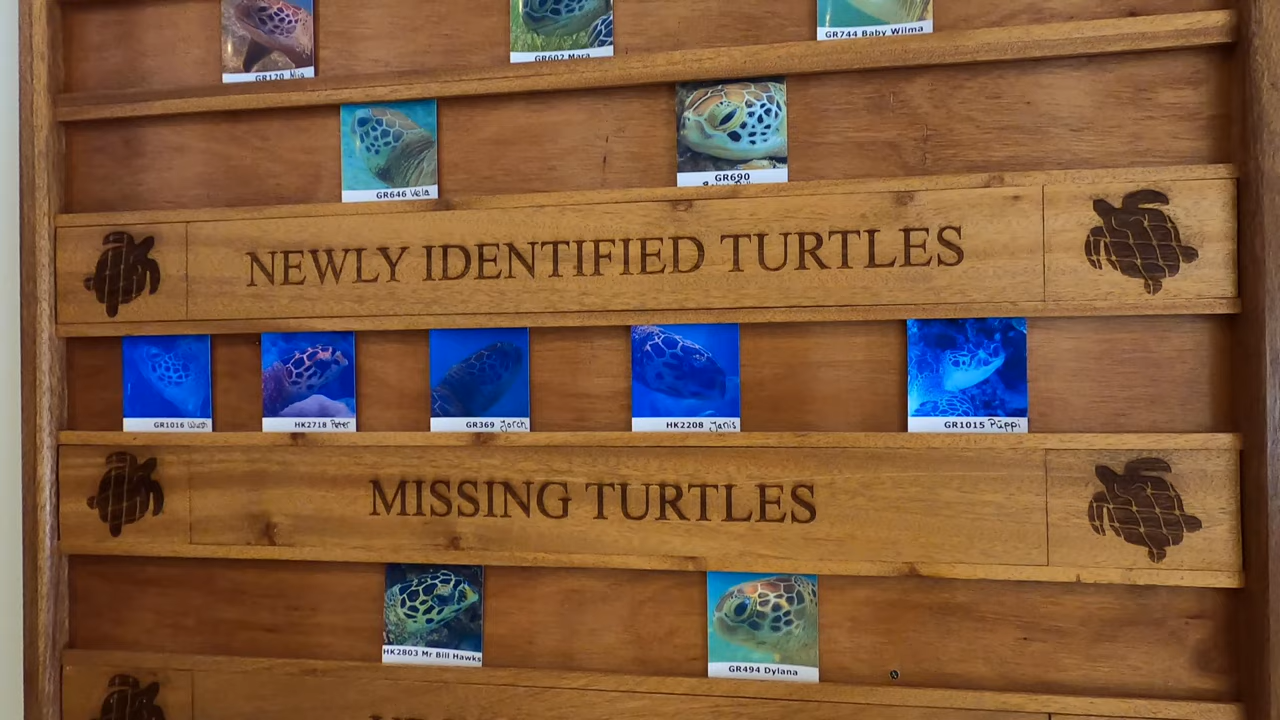 GR120 Mia
GR602 Mara
GR744 Baby Wilma
GR646 Vela
GR690
NEWLY IDENTIFIED TURTLES
GR1016
HK2718 Peter
GR369 Jorch
HK2208 Janis
GR1015 Püppi
MISSING TURTLES
HK2803 Mr Bill Hawks
GR494 Dylana